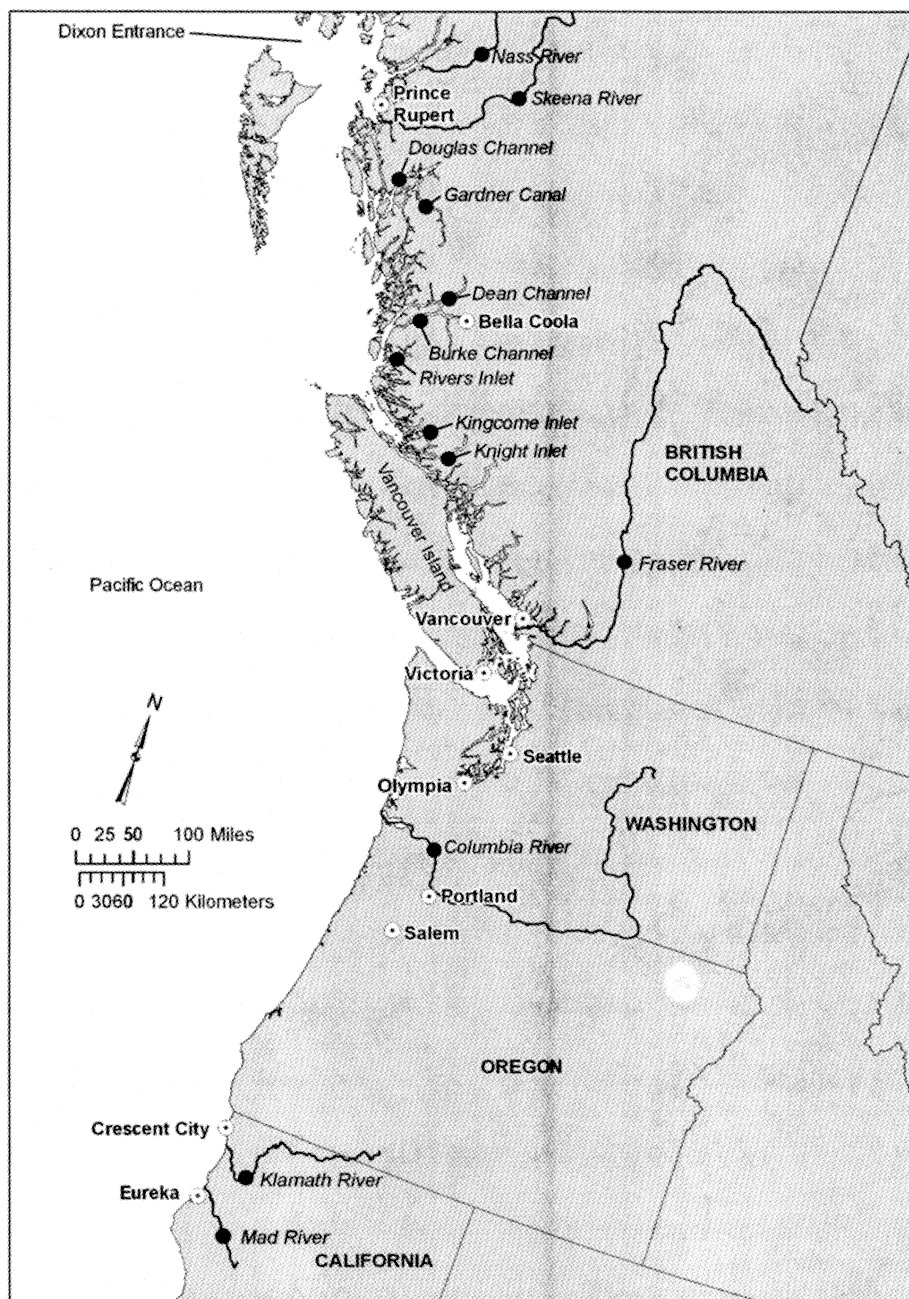 Dixon Entrance
Nass River
Prince
Rupert
Skeena River
Douglas Channel
Gardner Canal
Dean Channel
Bella Coola
Burke Channel
Rivers Inlet
Kingcome Inlet
Knight Inlet
BRITISH
COLUMBIA
Vancouver Island
Fraser River
Pacific Ocean
Vancouver
Victoria
N
Seattle
Olympia
WASHINGTON
0 25 50 100 Miles
Columbia River
0 3060 120 Kilometers
Portland
Salem
OREGON
Crescent City
Klamath River
Eureka
Mad River
CALIFORNIA